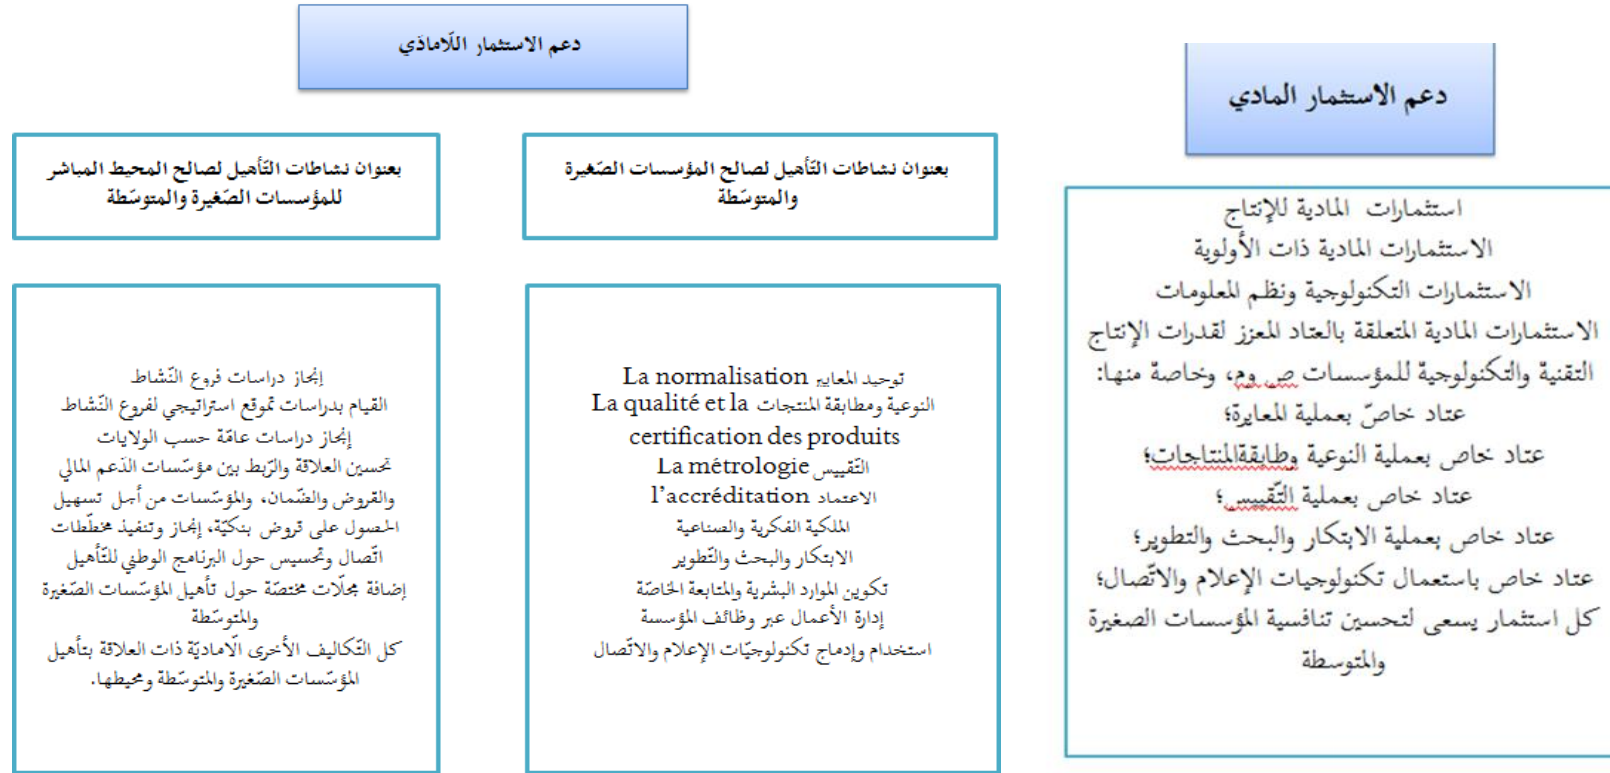 دعم الاستثمار المادي
استثمارات المادية للإنتاج
الاستثمارات المادية ذات الأولوية
الاستثمارات التكنولوجية ونظم المعلومات
الاستثمارات المادية المتعلقة بالعتاد المعزز لقدرات الإنتاج
التقنية والتكنولوجية للمؤسسات ص وم، وخاصة منها:
عتاد خاصّ بعملية المعايرة؛
عتاد خاص بعملية النوعية وطابقةالمنتاجات؛
عتاد خاص بعملية التّقييس؛
عتاد خاص بعملية الابتكار والبحث والتطوير؛
عتاد خاص باستعمال تكنولوجيات الإعلام والاتّصال؛
كل استثمار يسعى لتحسين تنافسية المؤسسات الصغيرة
والمتوسطة
دعم الاستثمار اللّاماذي
بعنوان نشاطات التّأهيل لصالح المؤسسات الصّغيرة
والمتوسّطة
توحيد المعايير La normalisation
النوعية ومطابقة المنتجات La qualité et la
certification des produits
التّقييس La métrologie
الاعتماد l’accréditation
الملكية الفكرية والصناعية
الابتكار والبحث والتّطوير
تكوين الموارد البشرية والمتابعة الخاصّة
إدارة الأعمال عبر وظائف المؤسسة
استخدام وإدماج تكنولوجيّات الإعلام والاتّصال
بعنوان نشاطات التّأهيل لصالح المحيط المباشر
للمؤسسات الصّغيرة والمتوسّطة
إنجاز دراسات فروع النّشاط
القيام بدراسات تموقع استراتيجي لفروع النّشاط
إنجاز دراسات عامّة حسب الولايات
تحسين العلاقة والرّبط بين مؤسّسات الدّعم المالي
والقروض والضّمان، والمؤسّسات من أجل تسهيل
الحصول على قروض بنكيّة، إنجاز وتنفيذ مخطّطات
اتّصال وتحسيس حول البرنامج الوطني للتّأهيل
إضافة مجلّات مختصّة حول تأهيل المؤسّسات الصّغيرة
والمتوسّطة
كل التّكاليف الأخرى الّاماديّة ذات العلاقة بتأهيل
المؤسّسات الصّغيرة والمتوسّطة ومحيطها.